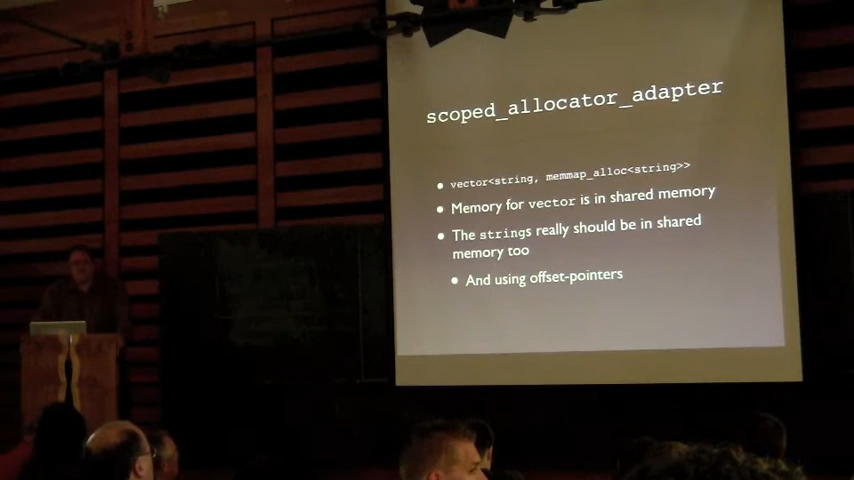 scoped_allocator_adapter
• vector<string, memmap_alloc<string>>
• Memory for vector is in shared memory
• The strings really should be in shared
memory too
• And using offset-pointers